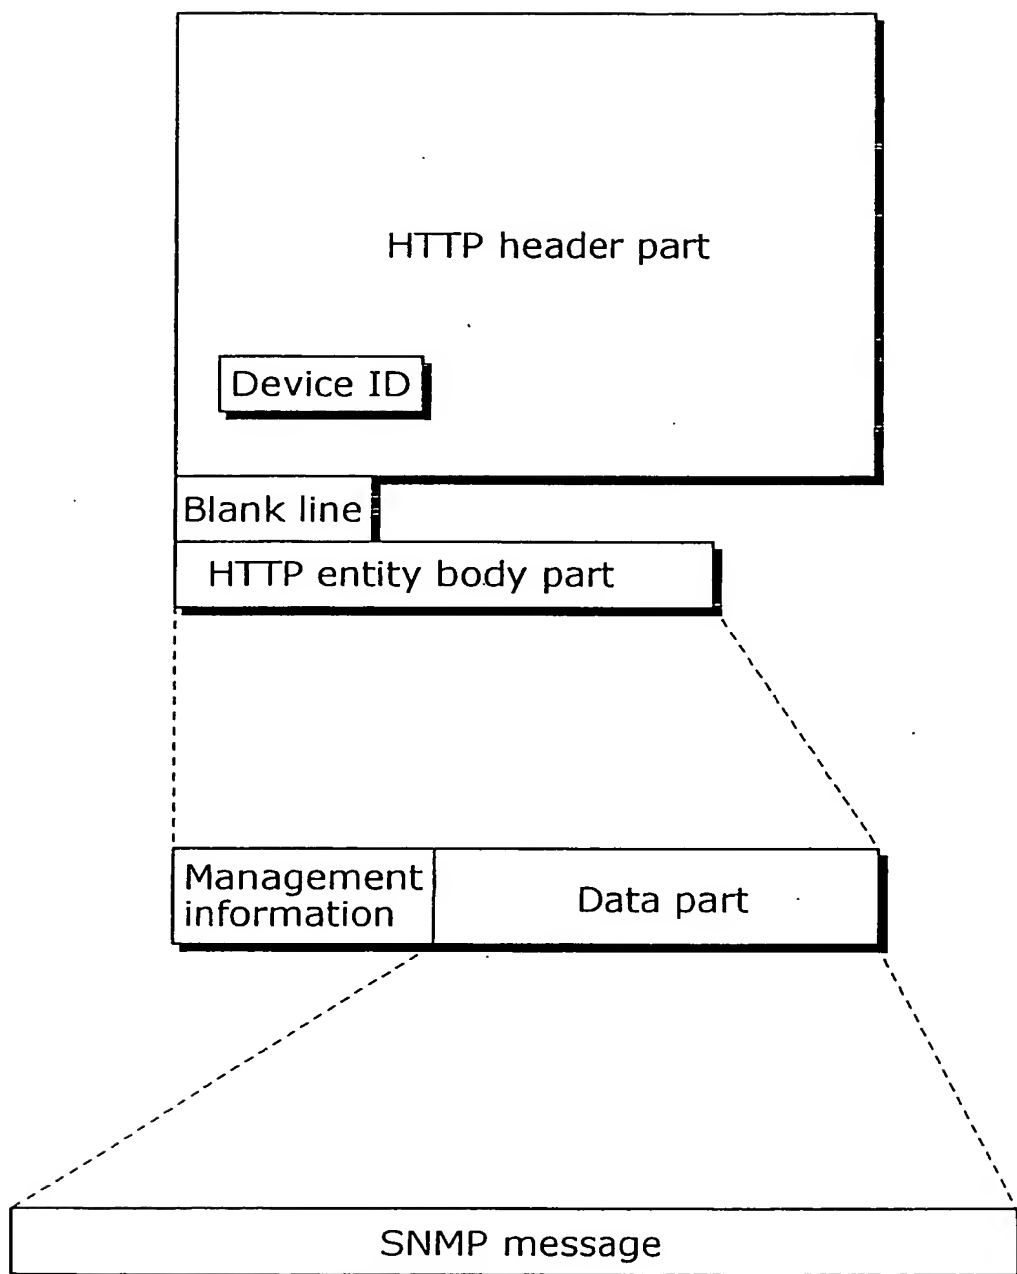 HTTP header part
Device ID
Blank line
HTTP entity body part
Management
information
Data part
SNMP message